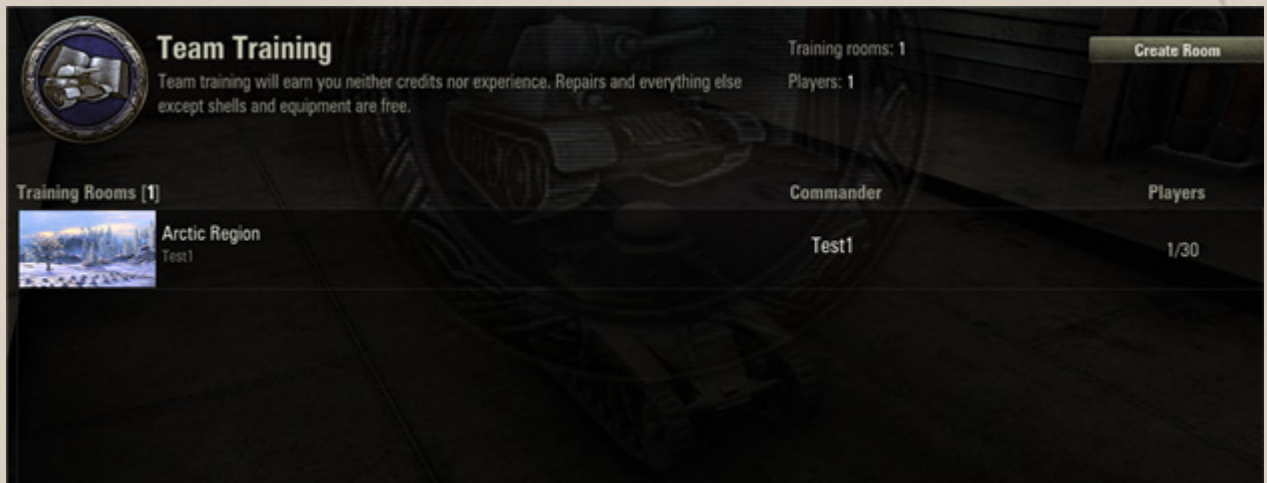 Team Training
Team training will earn you neither credits nor experience. Repairs and everything else
except shells and equipment are free.
Training rooms: 1
Players: 1
Create Room
Training Rooms [1]
Commander
Players
Arctic Region
Test1
Test1
1/30